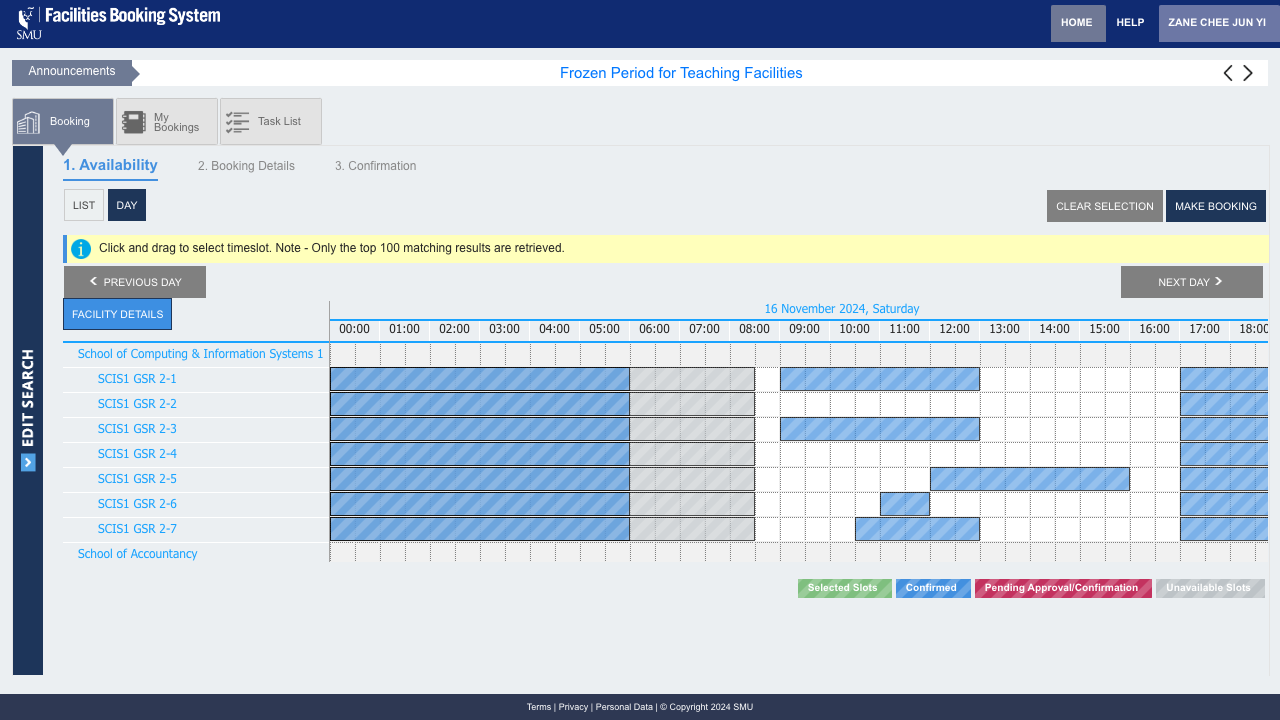 SMU
Facilities Booking System
HOME
HELP
ZANE CHEE JUN YI
Announcements
Frozen Period for Teaching Facilities
Booking
My
Bookings
Task List
1. Availability
2. Booking Details
3. Confirmation
LIST
DAY
CLEAR SELECTION
MAKE BOOKING
Click and drag to select timeslot. Note - Only the top 100 matching results are retrieved.
PREVIOUS DAY
NEXT DAY
FACILITY DETAILS
16 November 2024, Saturday
00:00 01:00 02:00 03:00 04:00 05:00 06:00 07:00 08:00 09:00 10:00 11:00 12:00 13:00 14:00 15:00 16:00 17:00 18:00
EDIT SEARCH
School of Computing & Information Systems 1
SCIS1 GSR 2-1
SCIS1 GSR 2-2
SCIS1 GSR 2-3
SCIS1 GSR 2-4
SCIS1 GSR 2-5
SCIS1 GSR 2-6
SCIS1 GSR 2-7
School of Accountancy
Selected Slots
Confirmed
Pending Approval/Confirmation
Unavailable Slots
Terms | Privacy | Personal Data | © Copyright 2024 SMU